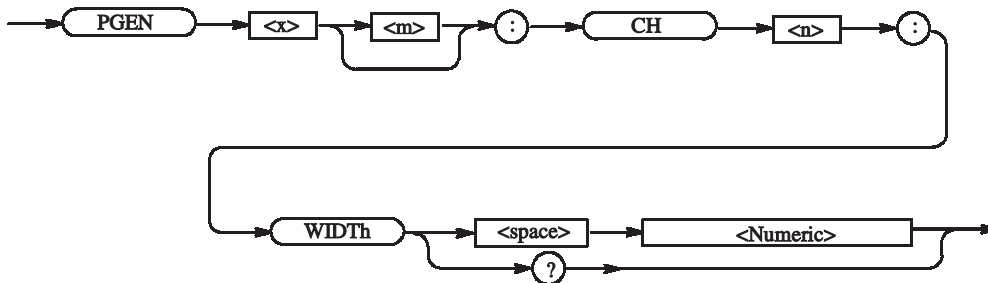 PGEN <x> <m> : CH <n> :
WIDTh <space> <Numeric>
?